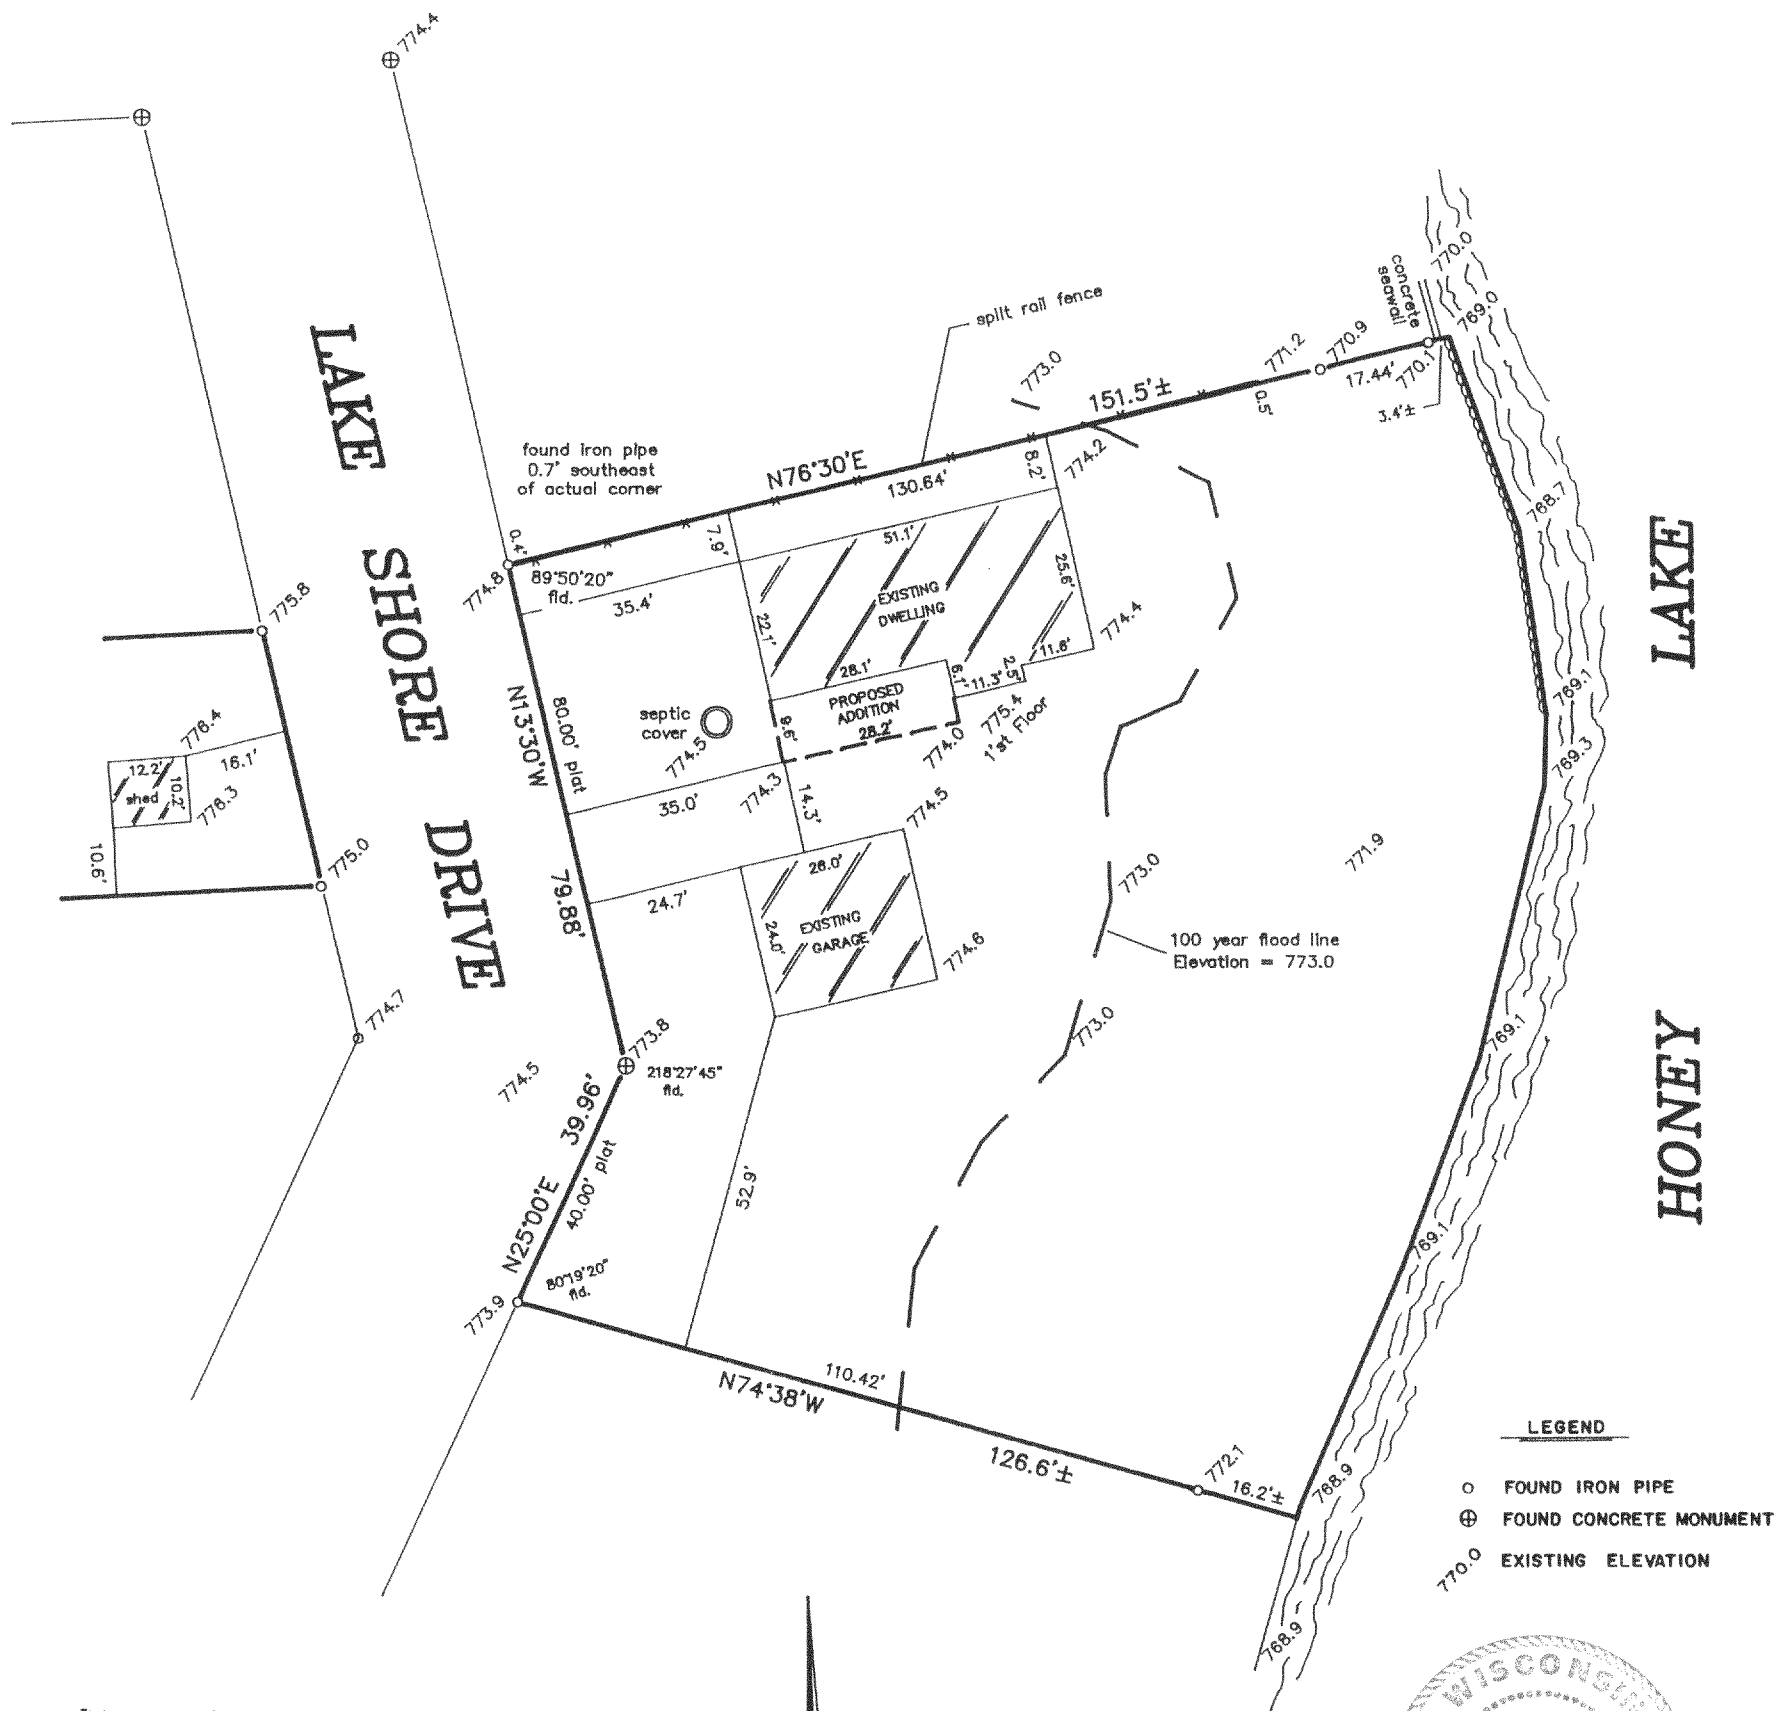 774.4
LAKE SHORE DRIVE
LAKE
HONEY
split rail fence
concrete
seawall
770.0
769.0
773.0
771.2
770.9
770.1
17.44'
3.4'±
0.5'
151.5'±
N76°30'E
130.64'
found iron pipe
0.7' southeast
of actual corner
0.4'
774.8
89°50'20"
fld.
7.9'
8.2'
774.2
768.7
35.4'
51.1'
25.6'
22.1'
EXISTING
DWELLING
774.4
28.1'
6.1'
11.3'
2.5'
11.8'
PROPOSED
ADDITION
28.2'
9.6'
775.4
1'st Floor
774.0
septic
cover
774.5
774.3
35.0'
14.3'
774.5
N13°30'W
80.00' plat
79.88'
24.7'
26.0'
24.0'
EXISTING
GARAGE
774.6
775.8
776.4
16.1'
12.2'
10.2'
shed
776.3
10.6'
775.0
774.7
774.5
773.8
218°27'45"
fld.
39.96'
40.00' plat
N25°00'E
80°19'20"
fld.
773.9
52.9'
773.0
771.9
100 year flood line
Elevation = 773.0
773.0
769.1
769.3
769.1
769.1
110.42'
N74°38'W
126.6'±
772.1
16.2'±
768.9
768.9
LEGEND
FOUND IRON PIPE
FOUND CONCRETE MONUMENT
770.0 EXISTING ELEVATION
WISCONSIN